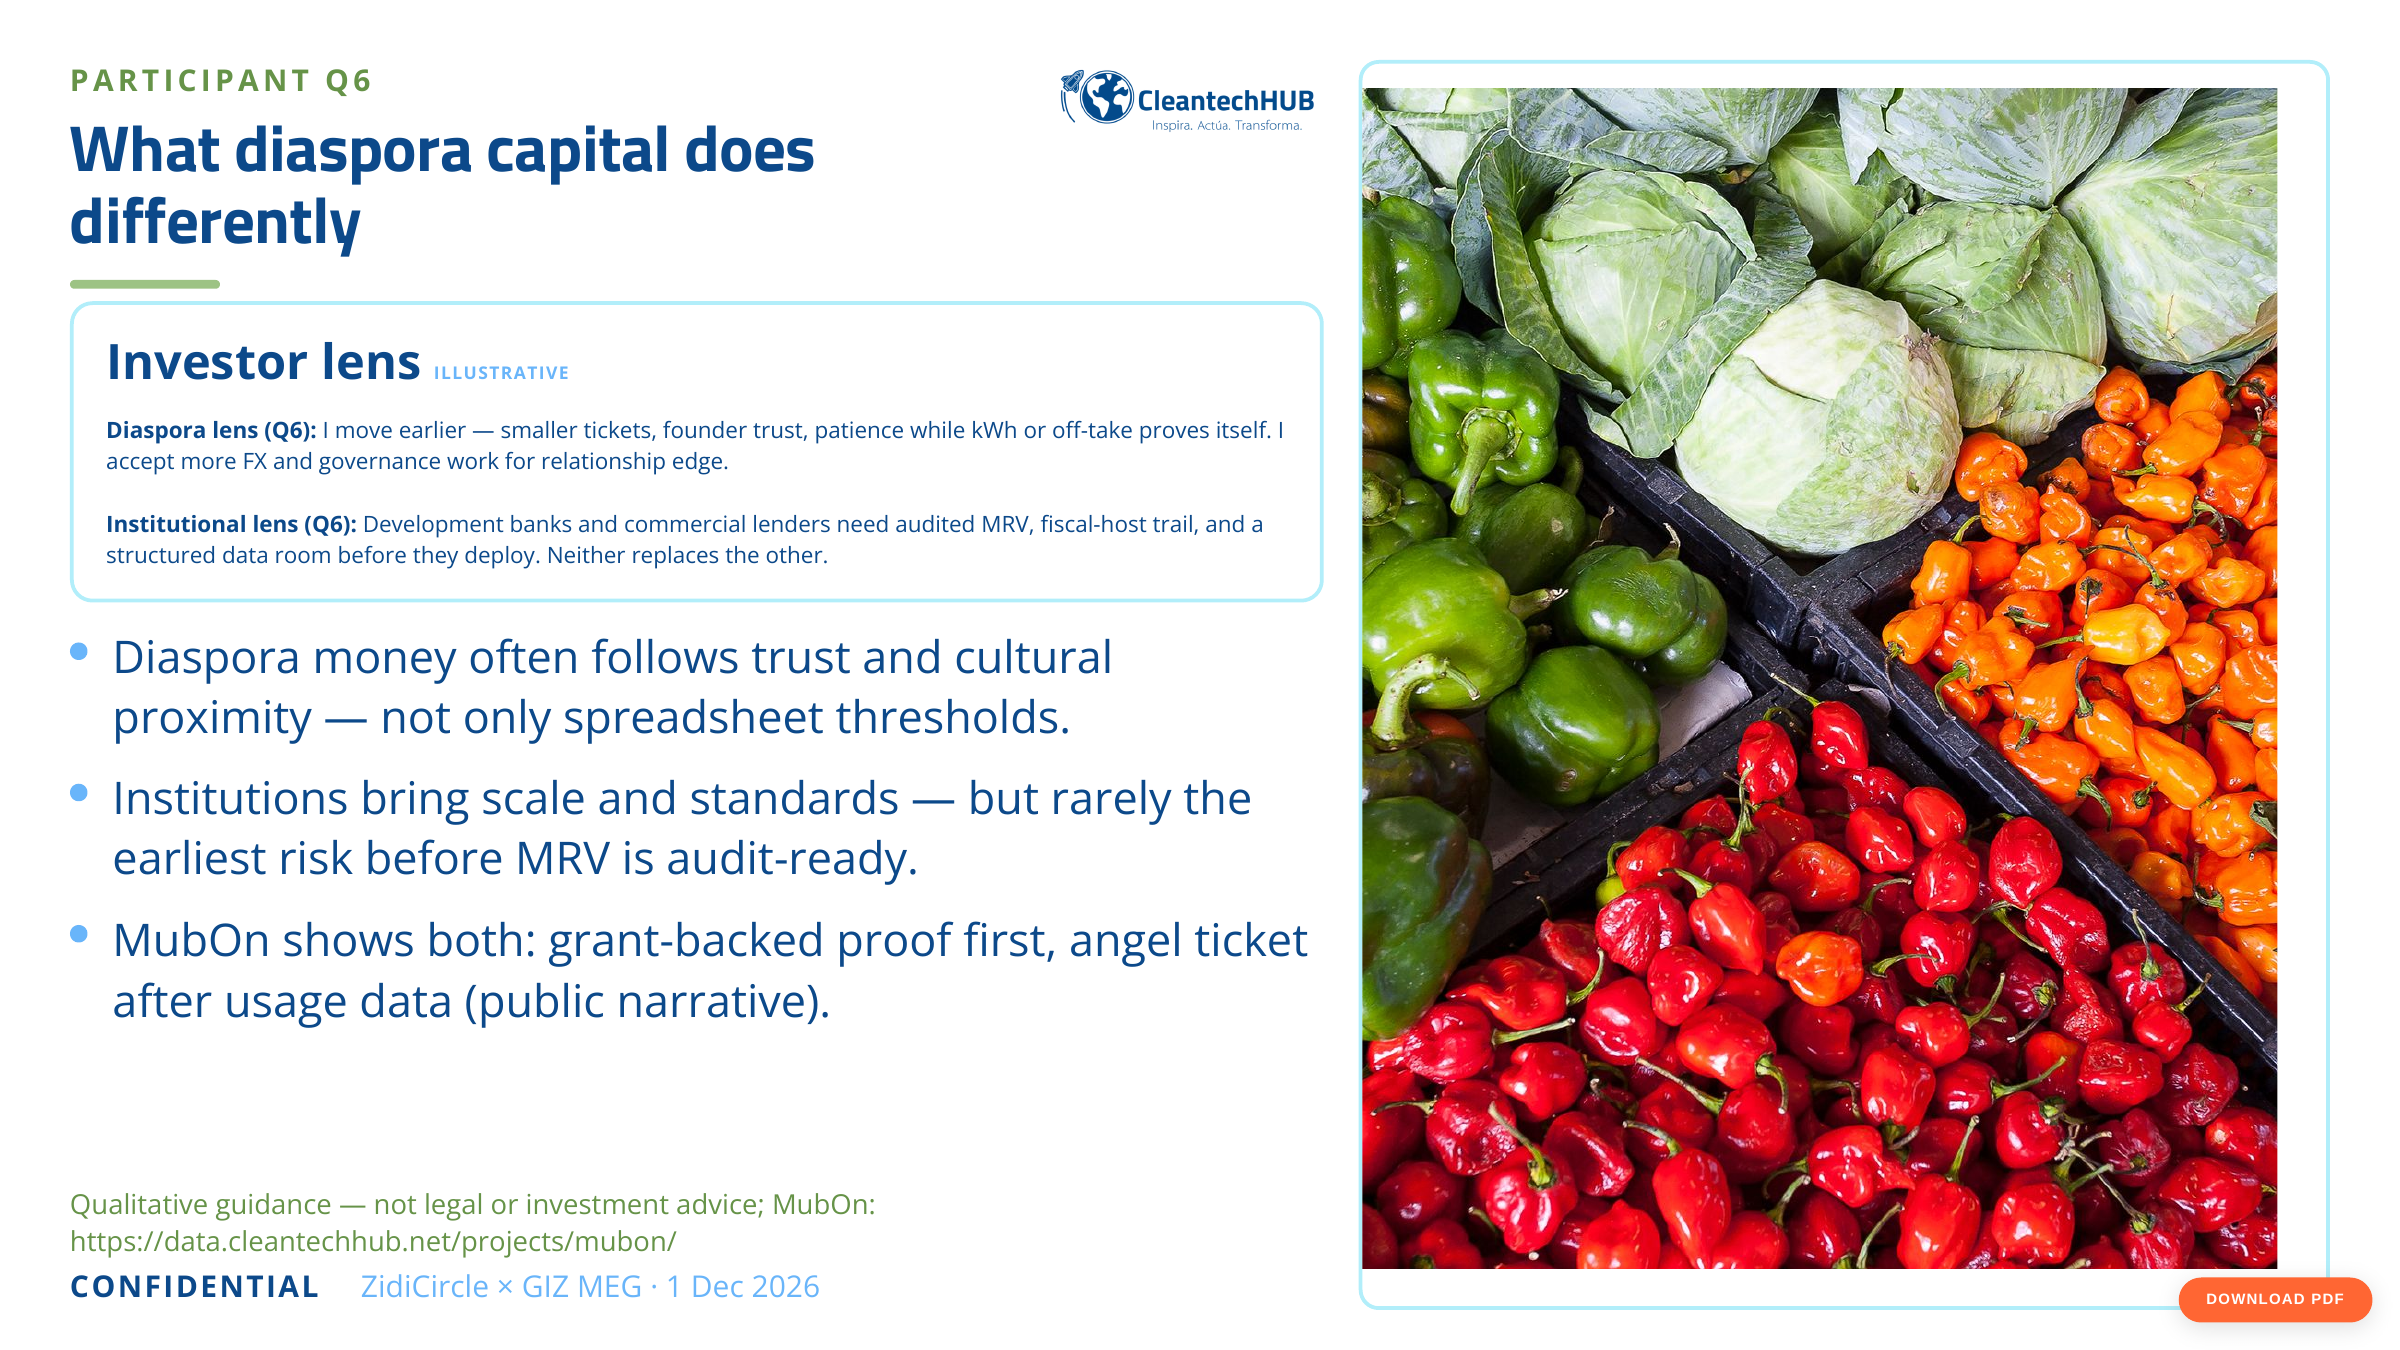 PARTICIPANT Q6
What diaspora capital does
differently
CleantechHUB
Inspira. Actúa. Transforma.
Investor lens ILLUSTRATIVE
Diaspora lens (Q6): I move earlier — smaller tickets, founder trust, patience while kWh or off-take proves itself. I
accept more FX and governance work for relationship edge.
Institutional lens (Q6): Development banks and commercial lenders need audited MRV, fiscal-host trail, and a
structured data room before they deploy. Neither replaces the other.
Diaspora money often follows trust and cultural
proximity — not only spreadsheet thresholds.
Institutions bring scale and standards — but rarely the
earliest risk before MRV is audit-ready.
MubOn shows both: grant-backed proof first, angel ticket
after usage data (public narrative).
Qualitative guidance — not legal or investment advice; MubOn:
https://data.cleantechhub.net/projects/mubon/
CONFIDENTIAL ZidiCircle × GIZ MEG · 1 Dec 2026
DOWNLOAD PDF